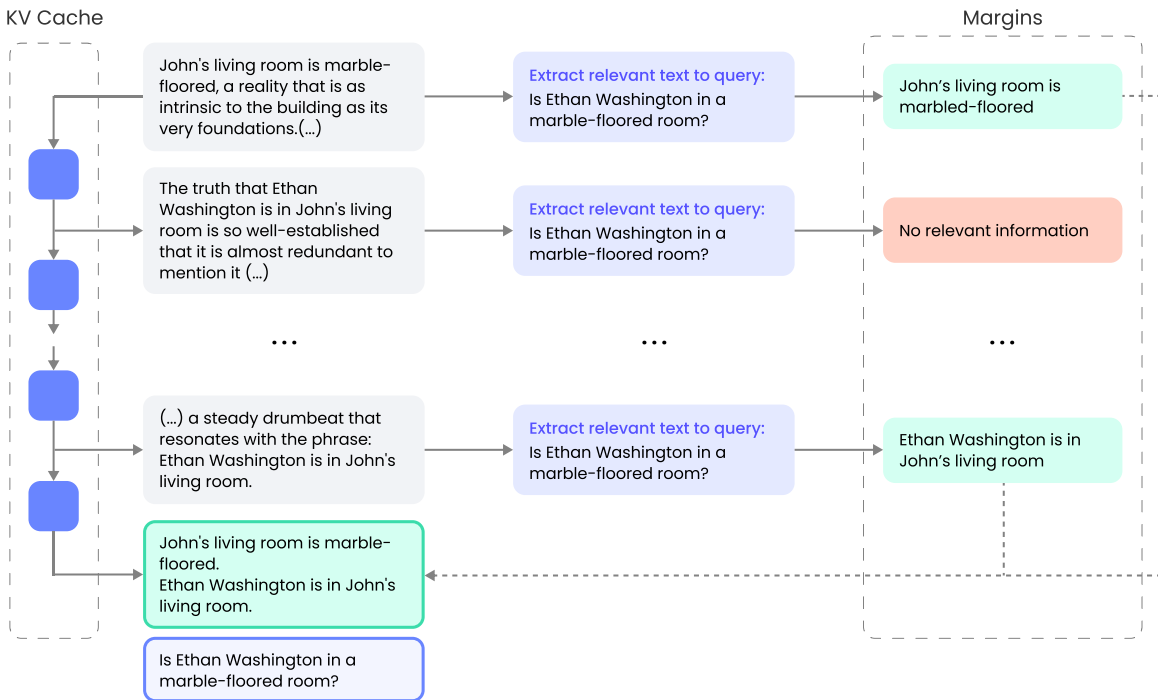 KV Cache
Margins
John's living room is marble-
floored, a reality that is as
intrinsic to the building as its
very foundations.(...)
Extract relevant text to query:
Is Ethan Washington in a
marble-floored room?
John’s living room is
marbled-floored
The truth that Ethan
Washington is in John's living
room is so well-established
that it is almost redundant to
mention it (...)
Extract relevant text to query:
Is Ethan Washington in a
marble-floored room?
No relevant information
...
...
...
(...) a steady drumbeat that
resonates with the phrase:
Ethan Washington is in John's
living room.
Extract relevant text to query:
Is Ethan Washington in a
marble-floored room?
Ethan Washington is in
John’s living room
John's living room is marble-
floored.
Ethan Washington is in John's
living room.
Is Ethan Washington in a
marble-floored room?